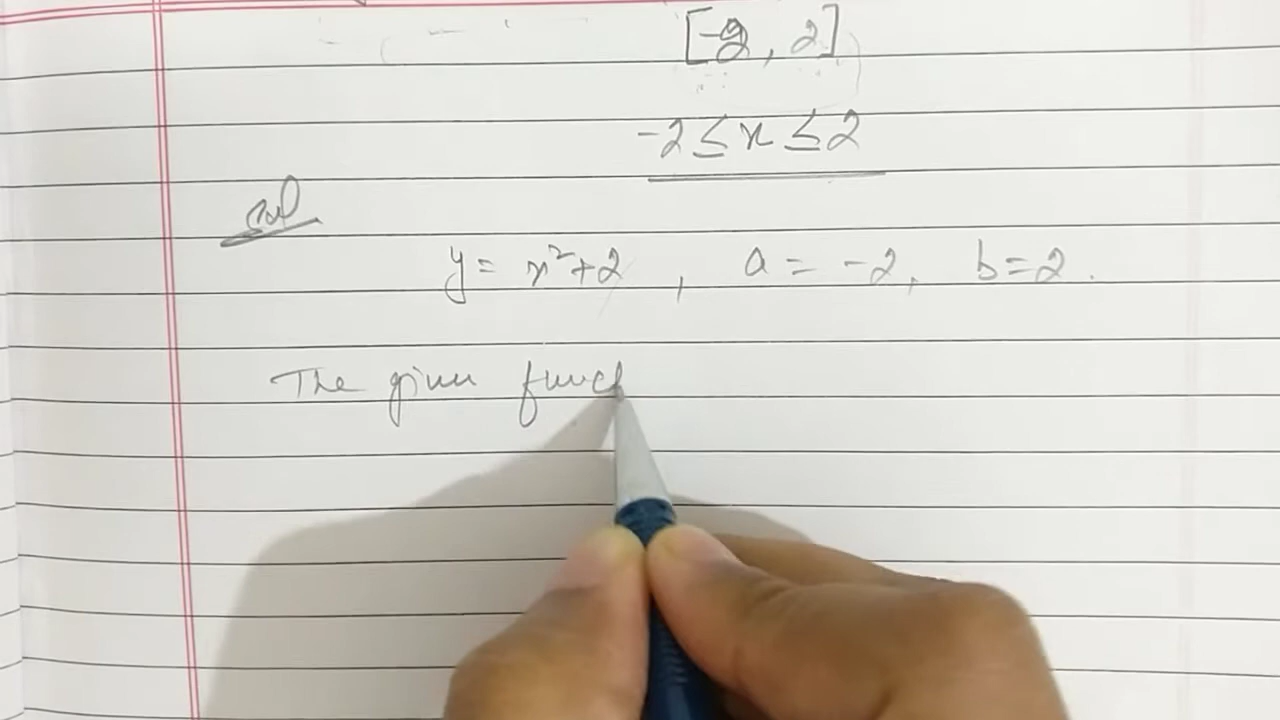 [-2, 2]
-2 ≤ x ≤ 2
Sol
y = x²+2 , a = -2, b=2.
The given funct